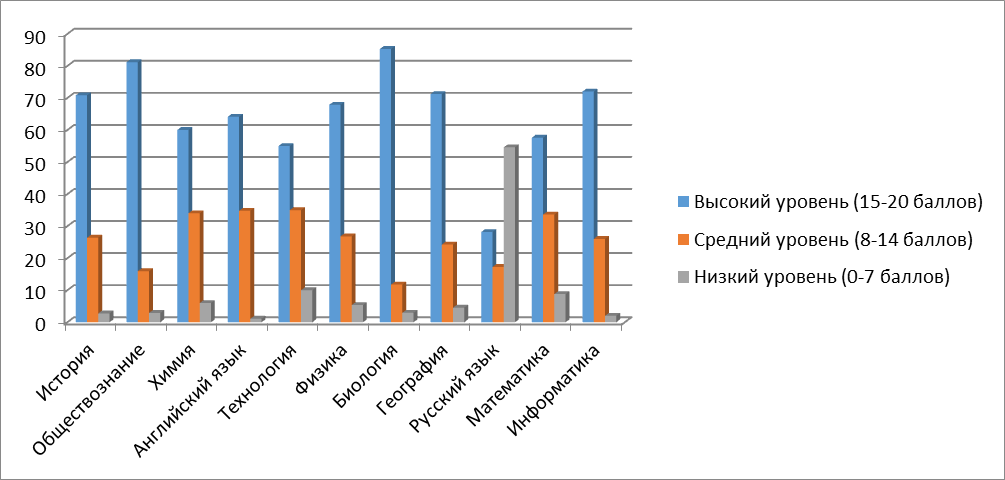 90
80
70
60
50
40
30
20
10
0
История
Обществознание
Химия
Английский язык
Технология
Физика
Биология
География
Русский язык
Математика
Информатика
Высокий уровень (15-20 баллов)
Средний уровень (8-14 баллов)
Низкий уровень (0-7 баллов)